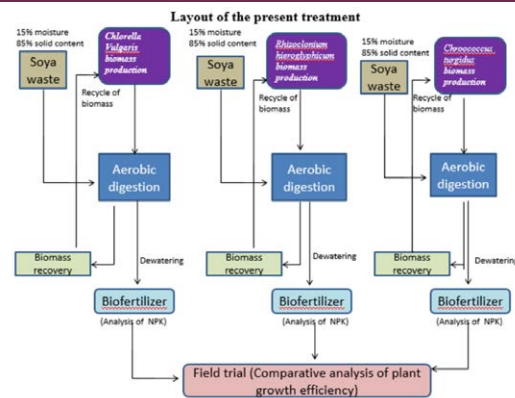 Layout of the present treatment
15% moisture
85% solid content
Soya
waste
Chlorella
Vulgaris
biomass
production
Recycle of
biomass
Aerobic
digestion
Biomass
recovery
Dewatering
Biofertilizer
(Analysis of NPK)
15% moisture
85% solid content
Soya
waste
Rhizoclonium
hieroglyphicum
biomass
production
Recycle of
biomass
Aerobic
digestion
Biomass
recovery
Dewatering
Biofertilizer
(Analysis of NPK)
15% moisture
85% solid content
Soya
waste
Chroococcus
turgidus
biomass
production
Recycle of
biomass
Aerobic
digestion
Biomass
recovery
Dewatering
Biofertilizer
(Analysis of NPK)
Field trial (Comparative analysis of plant
growth efficiency)